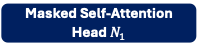 Masked Self-Attention
Head N₁